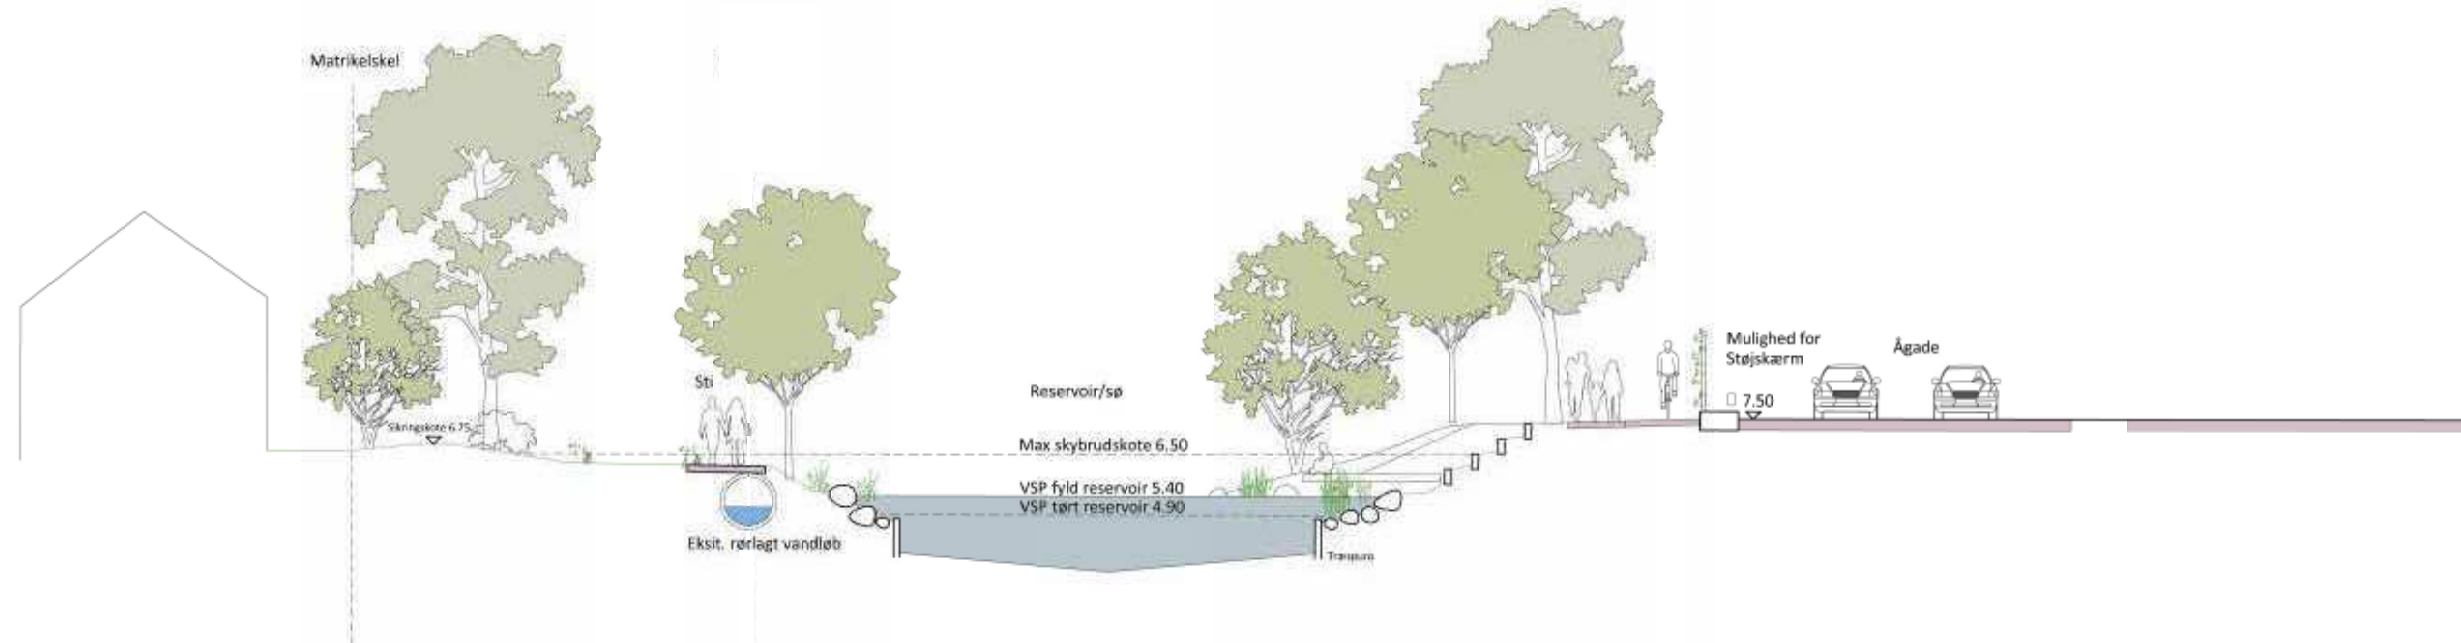 Matrikelskel
Sikringskote 6.75
Sti
Reservoir/sø
Max skybrudskote 6.50
VSP fyld reservoir 5.40
VSP tørt reservoir 4.90
Eksit. rørlagt vandløb
Mulighed for
Støjskærm
7.50
Ågade